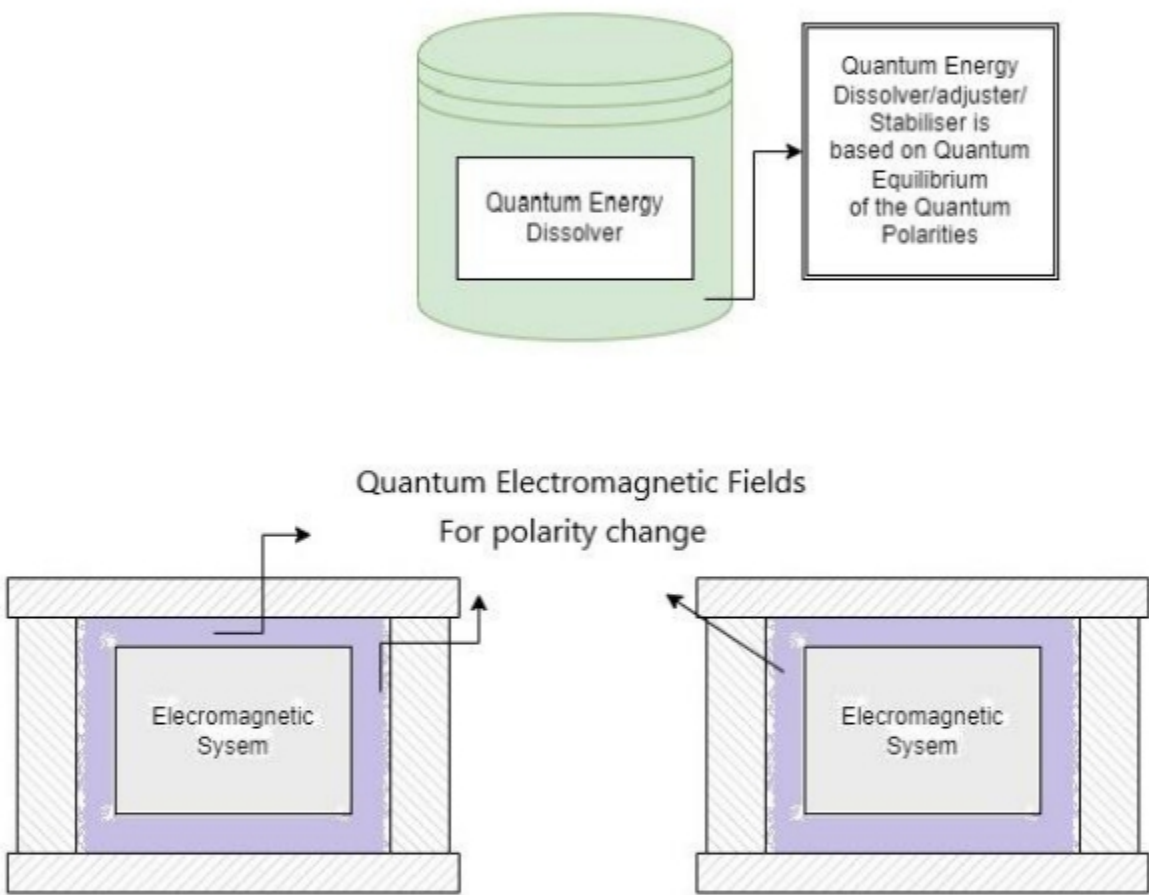 Quantum Energy
Dissolver
Quantum Energy
Dissolver/adjuster/
Stabiliser is
based on Quantum
Equilibrium
of the Quantum
Polarities
Quantum Electromagnetic Fields
For polarity change
Elecromagnetic
Sysem
Elecromagnetic
Sysem